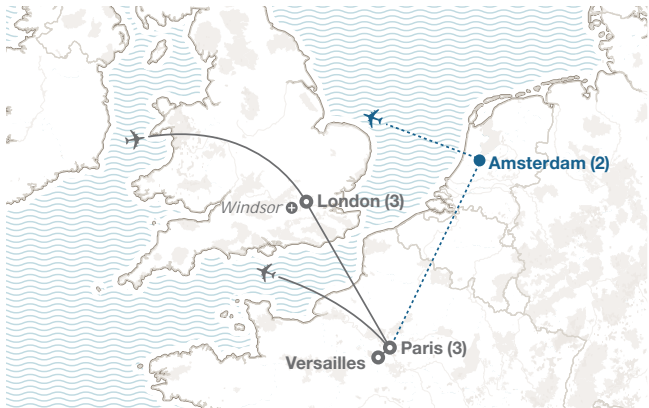 Amsterdam (2)
London (3)
Windsor
Paris (3)
Versailles